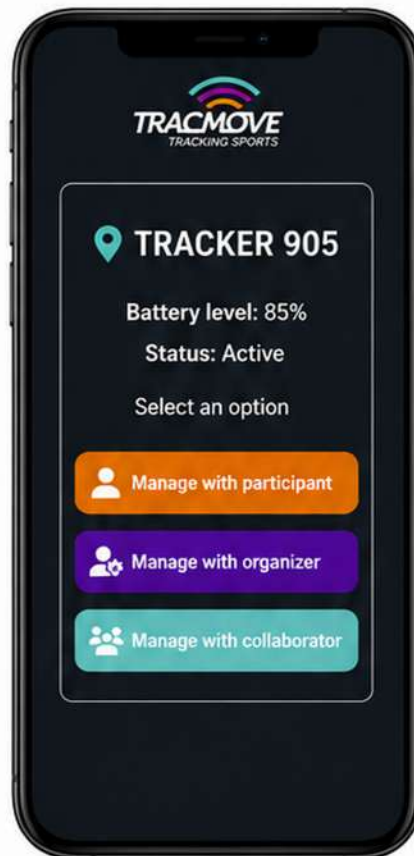 TRACMOVE
TRACKING SPORTS
TRACKER 905
Battery level: 85%
Status: Active
Select an option
Manage with participant
Manage with organizer
Manage with collaborator